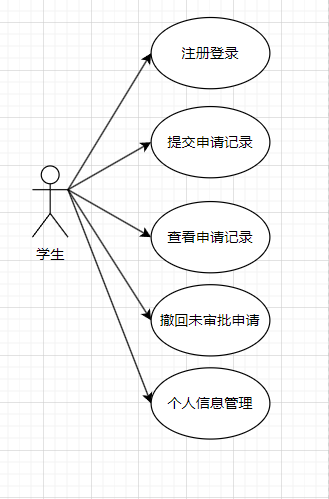 注册登录
提交申请记录
学生
查看申请记录
撤回未审批申请
个人信息管理